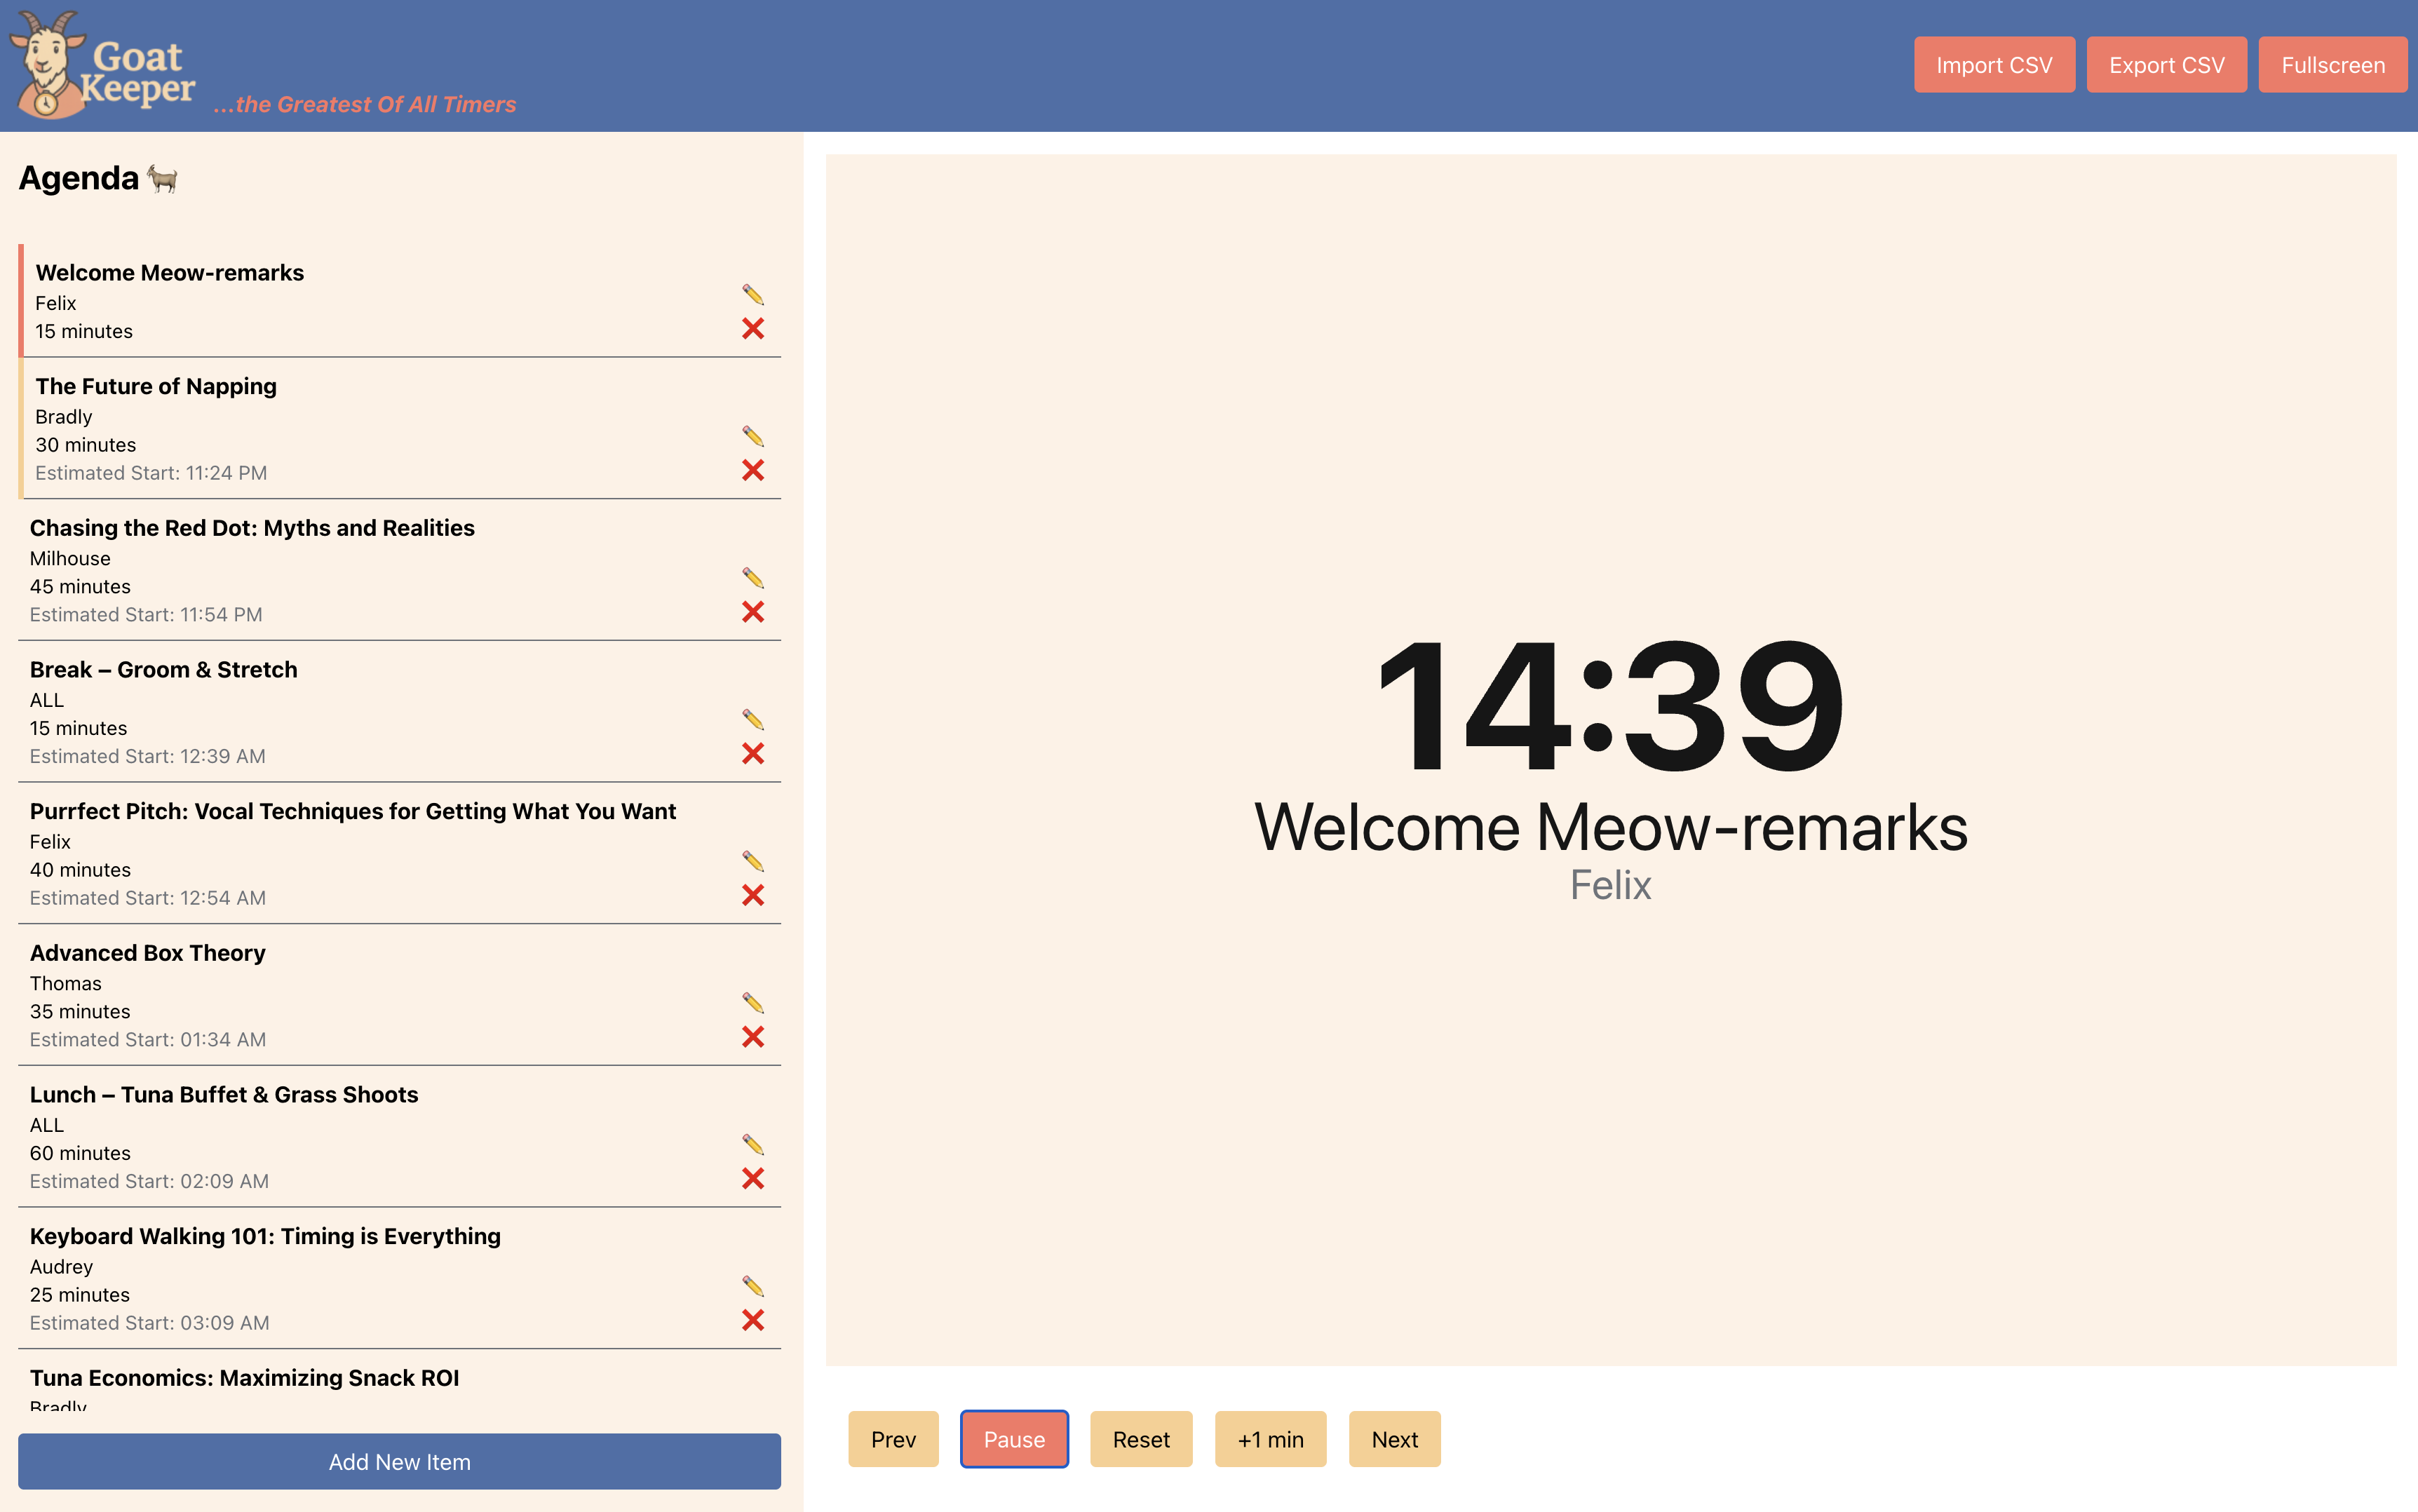 Goat
Keeper
...the Greatest Of All Timers
Import CSV
Export CSV
Fullscreen
Agenda
Welcome Meow-remarks
Felix
15 minutes
The Future of Napping
Bradly
30 minutes
Estimated Start: 11:24 PM
Chasing the Red Dot: Myths and Realities
Milhouse
45 minutes
Estimated Start: 11:54 PM
Break – Groom & Stretch
ALL
15 minutes
Estimated Start: 12:39 AM
Purrfect Pitch: Vocal Techniques for Getting What You Want
Felix
40 minutes
Estimated Start: 12:54 AM
Advanced Box Theory
Thomas
35 minutes
Estimated Start: 01:34 AM
Lunch – Tuna Buffet & Grass Shoots
ALL
60 minutes
Estimated Start: 02:09 AM
Keyboard Walking 101: Timing is Everything
Audrey
25 minutes
Estimated Start: 03:09 AM
Tuna Economics: Maximizing Snack ROI
Bradly
Add New Item
14:39
Welcome Meow-remarks
Felix
Prev
Pause
Reset
+1 min
Next